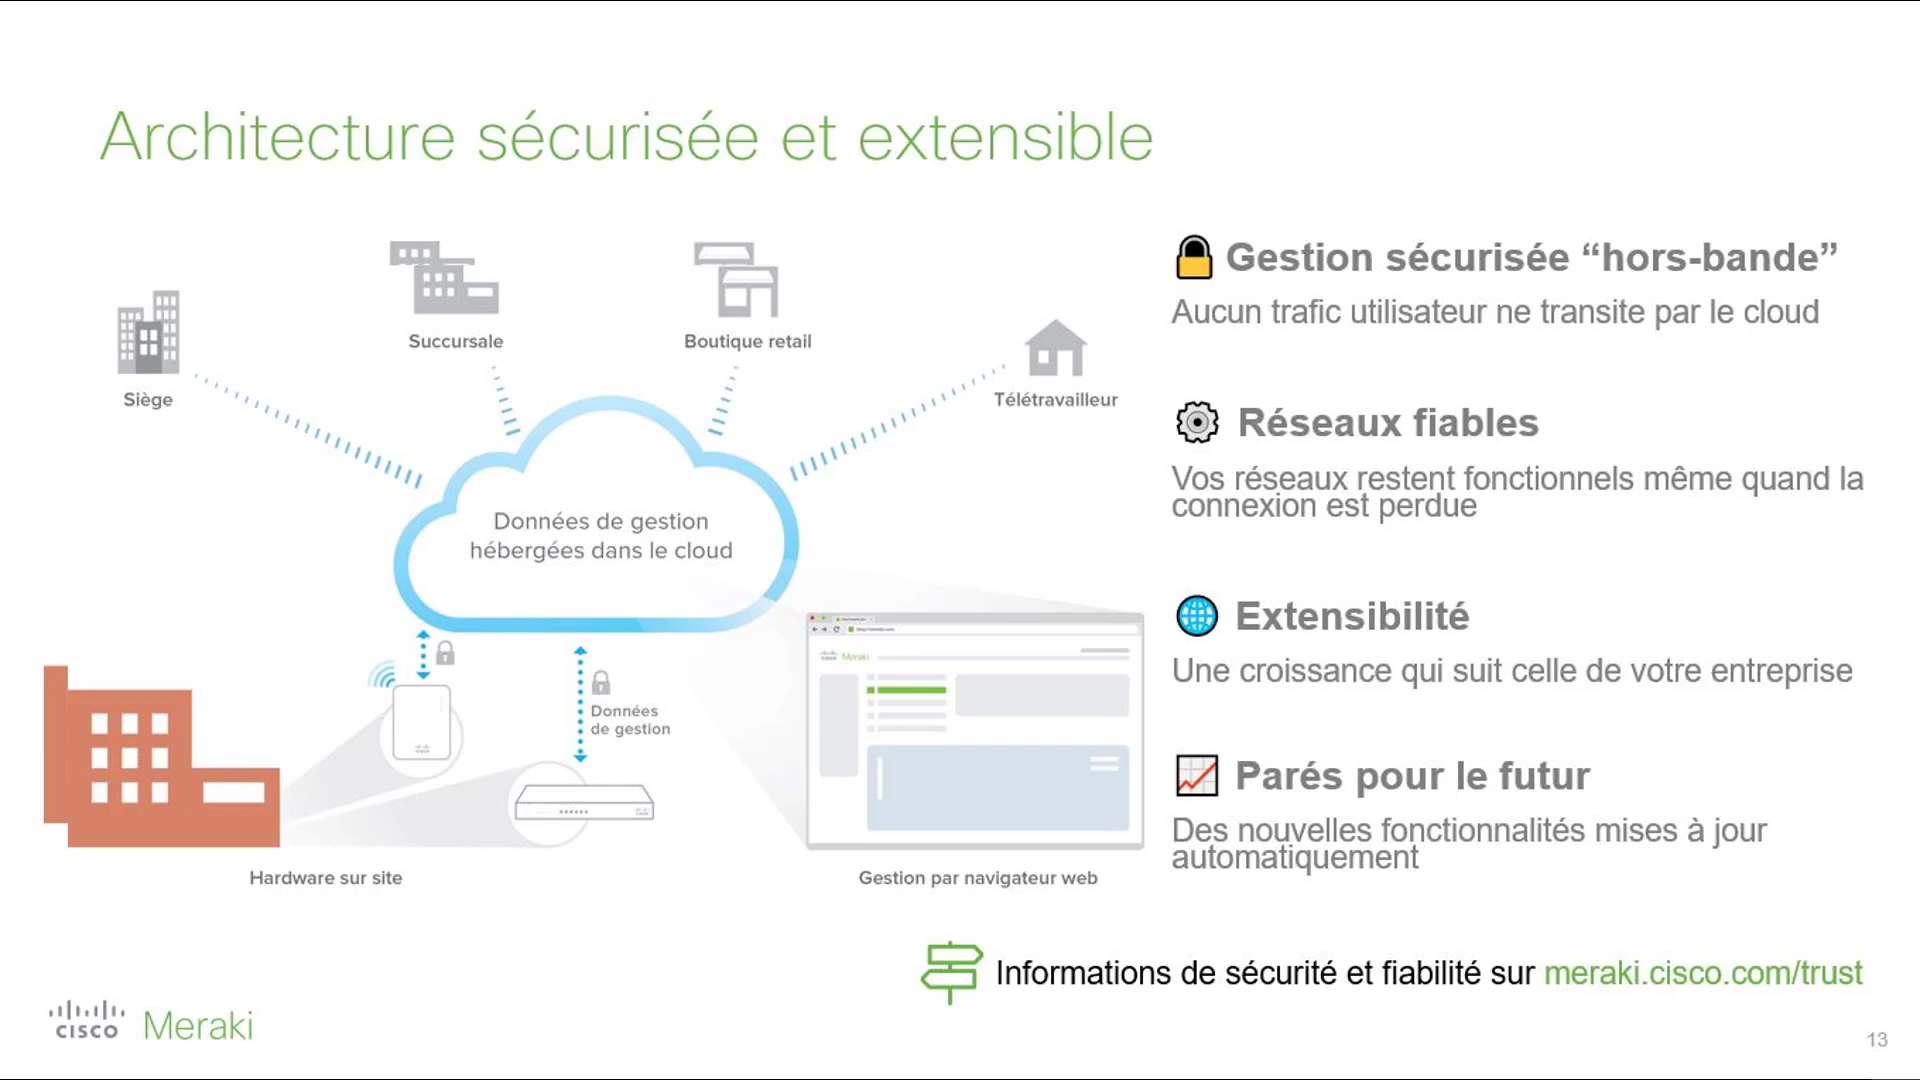 Architecture sécurisée et extensible
Siège
Succursale
Boutique retail
Télétravailleur
Données de gestion
hébergées dans le cloud
Données
de gestion
Meraki
Hardware sur site
Gestion par navigateur web
Gestion sécurisée “hors-bande”
Aucun trafic utilisateur ne transite par le cloud
Réseaux fiables
Vos réseaux restent fonctionnels même quand la
connexion est perdue
Extensibilité
Une croissance qui suit celle de votre entreprise
Parés pour le futur
Des nouvelles fonctionnalités mises à jour
automatiquement
Informations de sécurité et fiabilité sur meraki.cisco.com/trust
CISCO Meraki
13